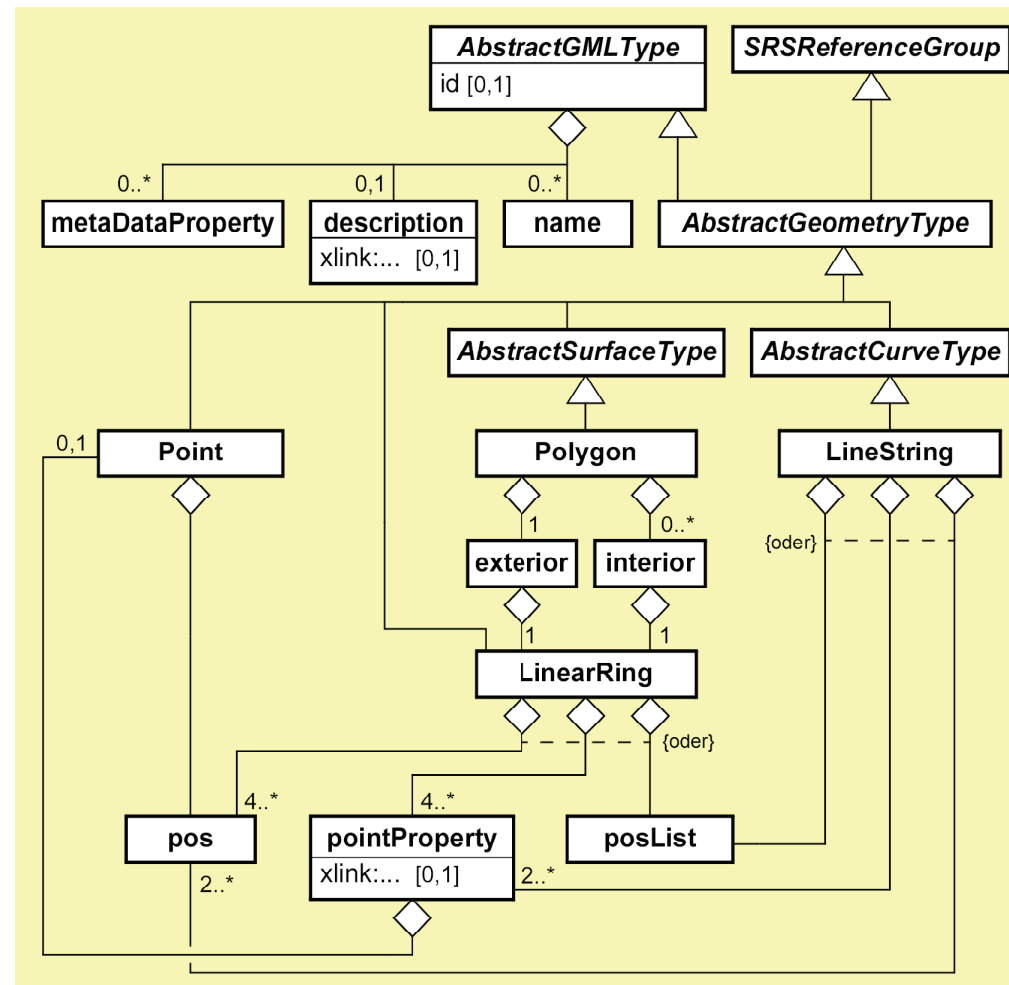 AbstractGMLType
id [0,1]
SRSReferenceGroup
0..*
0,1
0..*
metaDataProperty
description
xlink:... [0,1]
name
AbstractGeometryType
AbstractSurfaceType
AbstractCurveType
0,1
Point
Polygon
LineString
1
0..*
{oder}
exterior
interior
1
1
LinearRing
{oder}
4..*
4..*
pos
pointProperty
xlink:... [0,1]
posList
2..*
2..*